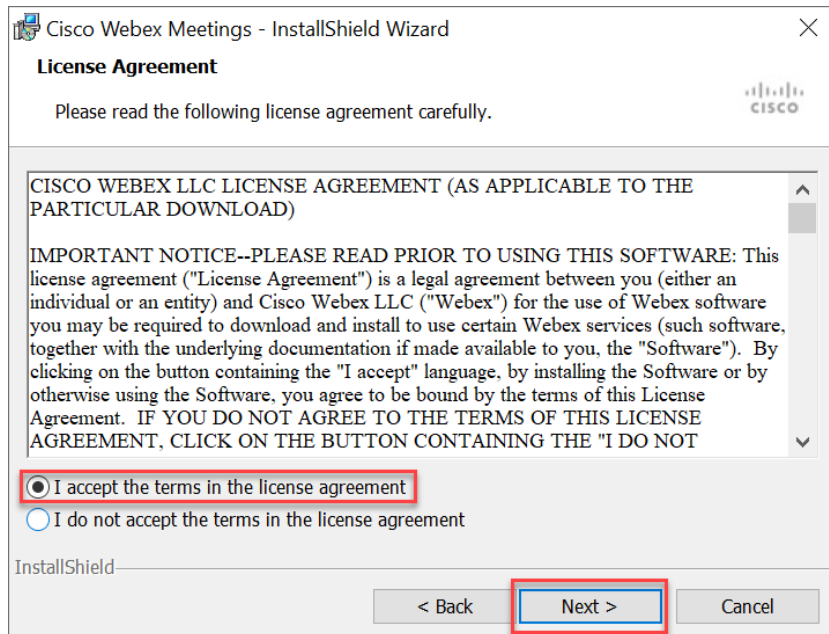 Cisco Webex Meetings - InstallShield Wizard
License Agreement
Please read the following license agreement carefully.
CISCO
CISCO WEBEX LLC LICENSE AGREEMENT (AS APPLICABLE TO THE
PARTICULAR DOWNLOAD)
IMPORTANT NOTICE--PLEASE READ PRIOR TO USING THIS SOFTWARE: This
license agreement ("License Agreement") is a legal agreement between you (either an
individual or an entity) and Cisco Webex LLC ("Webex") for the use of Webex software
you may be required to download and install to use certain Webex services (such software,
together with the underlying documentation if made available to you, the "Software").  By
clicking on the button containing the "I accept" language, by installing the Software or by
otherwise using the Software, you agree to be bound by the terms of this License
Agreement.  IF YOU DO NOT AGREE TO THE TERMS OF THIS LICENSE
AGREEMENT, CLICK ON THE BUTTON CONTAINING THE "I DO NOT
I accept the terms in the license agreement
I do not accept the terms in the license agreement
InstallShield
< Back
Next >
Cancel